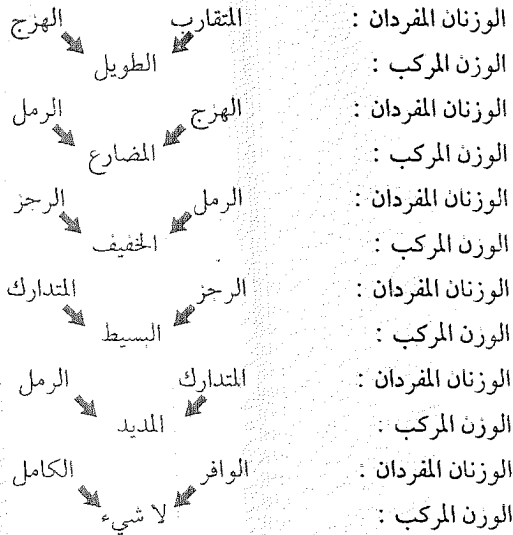 الوزنان المفردان : المتقارب الهزج
الوزن المركب : الطويل
الوزنان المفردان : الهزج الرمل
الوزن المركب : المضارع
الوزنان المفردان : الرمل الرجز
الوزن المركب : الخفيف
الوزنان المفردان : الرجز المتدارك
الوزن المركب : البسيط
الوزنان المفردان : المتدارك الرمل
الوزن المركب : المديد
الوزنان المفردان : الوافر الكامل
الوزن المركب : لا شيء